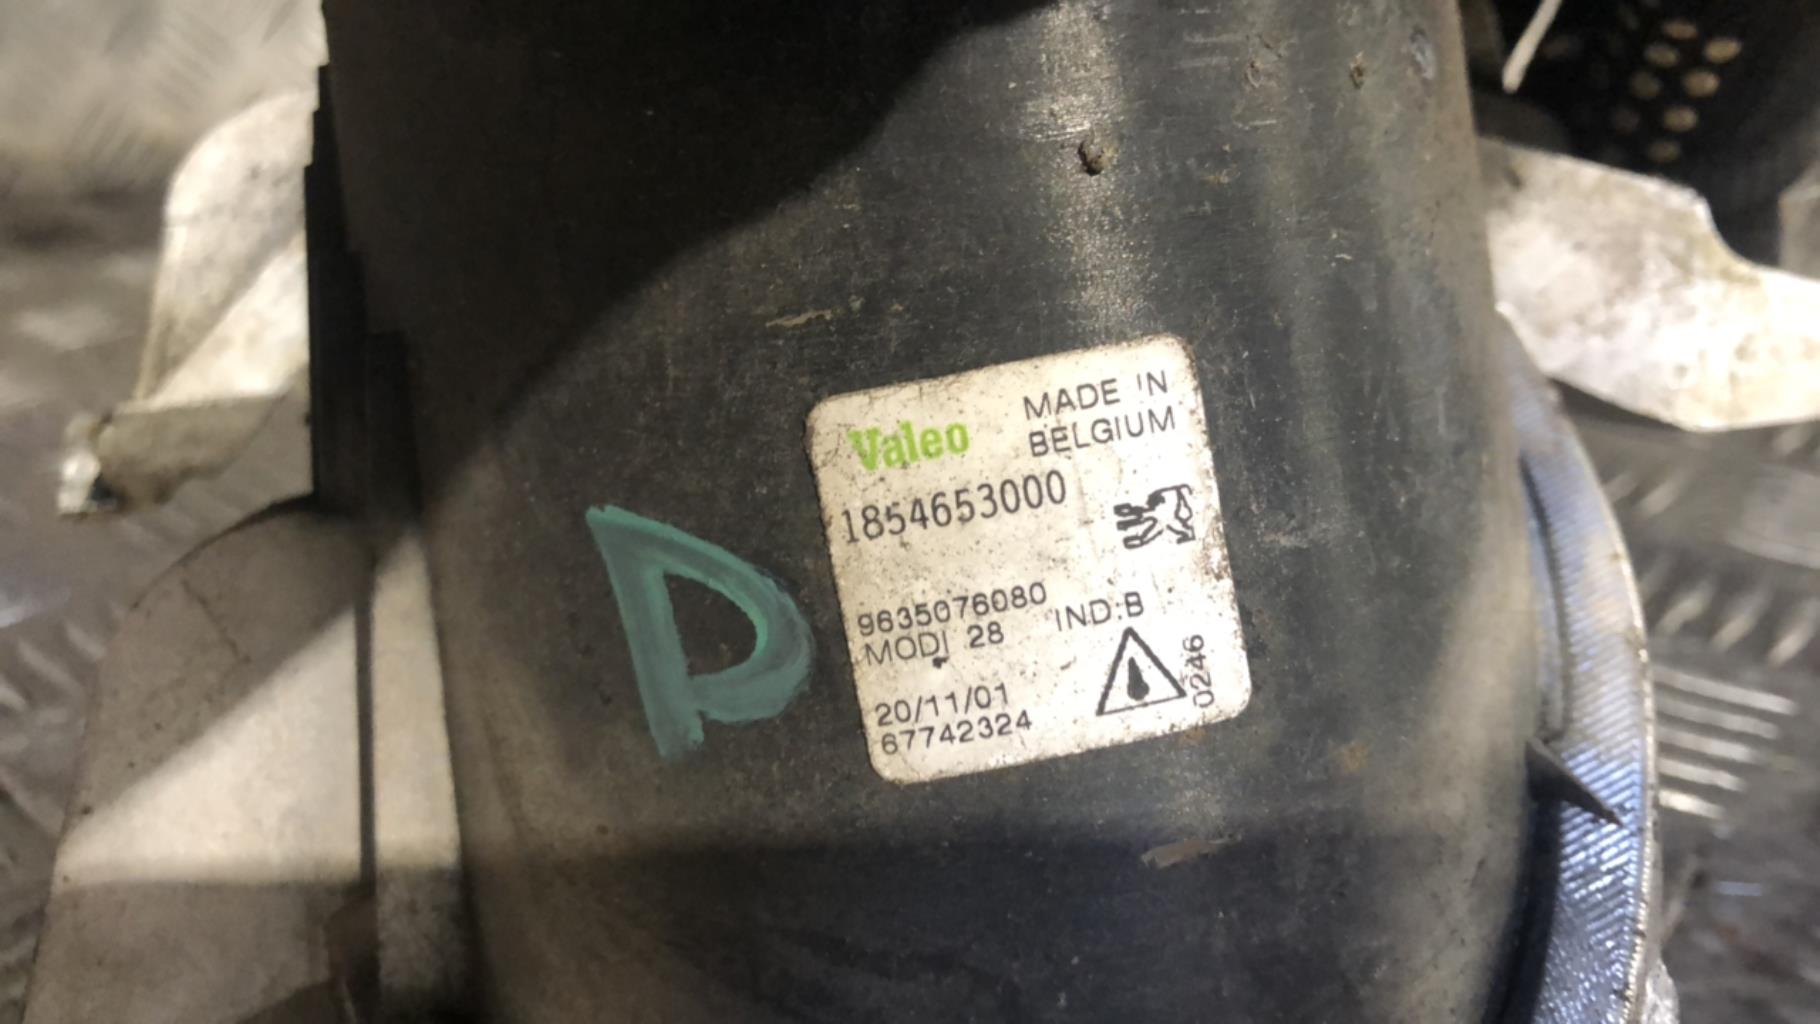 D
Valeo
MADE IN
BELGIUM
1854653000
9635076080
MODI 28
IND:B
20/11/01
67742324
0246